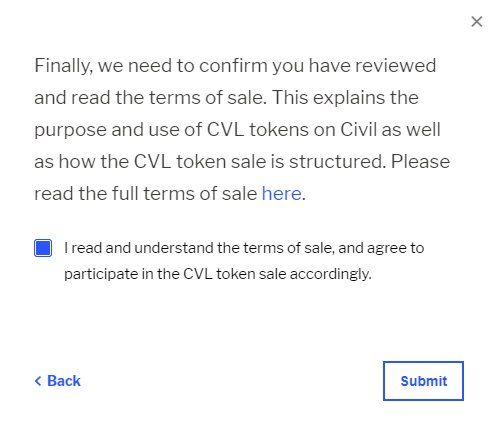 Finally, we need to confirm you have reviewed
and read the terms of sale. This explains the
purpose and use of CVL tokens on Civil as well
as how the CVL token sale is structured. Please
read the full terms of sale here.
I read and understand the terms of sale, and agree to
participate in the CVL token sale accordingly.
< Back
Submit